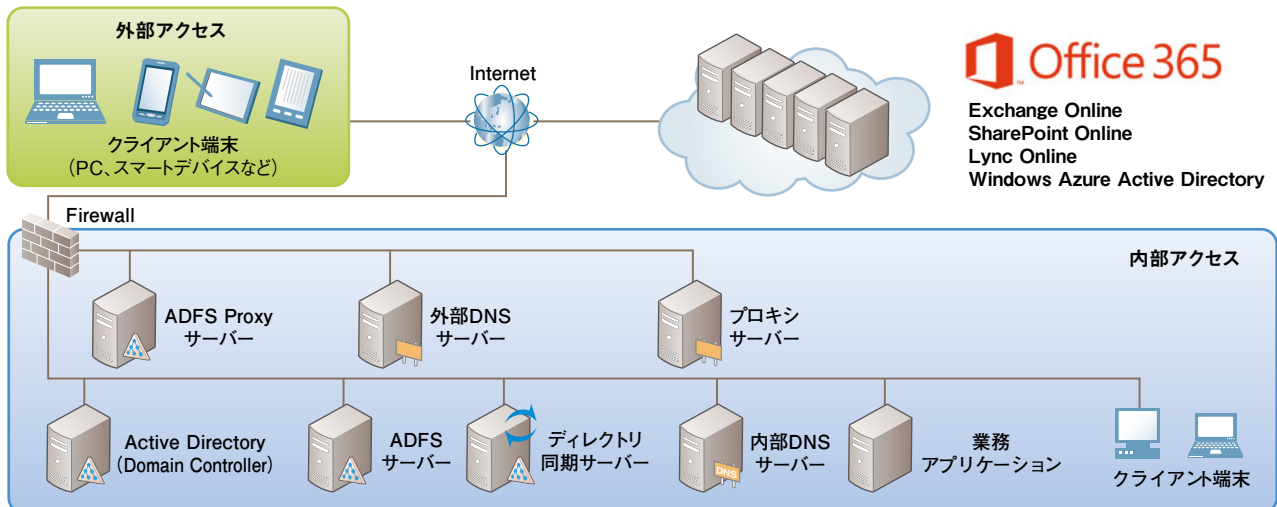 外部アクセス
クライアント端末
(PC、スマートデバイスなど)
Internet
Office 365
Exchange Online
SharePoint Online
Lync Online
Windows Azure Active Directory
Firewall
内部アクセス
ADFS Proxy
サーバー
外部DNS
サーバー
プロキシ
サーバー
Active Directory
(Domain Controller)
ADFS
サーバー
ディレクトリ
同期サーバー
DNS
内部DNS
サーバー
業務
アプリケーション
クライアント端末